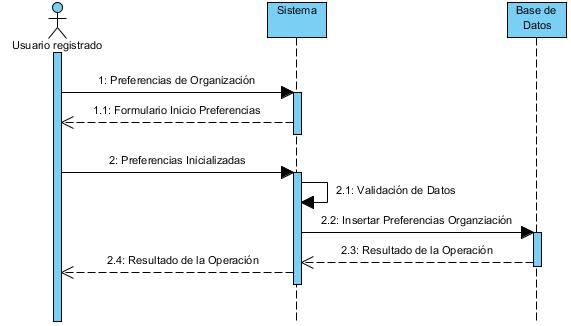 Usuario registrado
Sistema
Base de
Datos
1: Preferencias de Organización
1.1: Formulario Inicio Preferencias
2: Preferencias Inicializadas
2.1: Validación de Datos
2.2: Insertar Preferencias Organziación
2.3: Resultado de la Operación
2.4: Resultado de la Operación